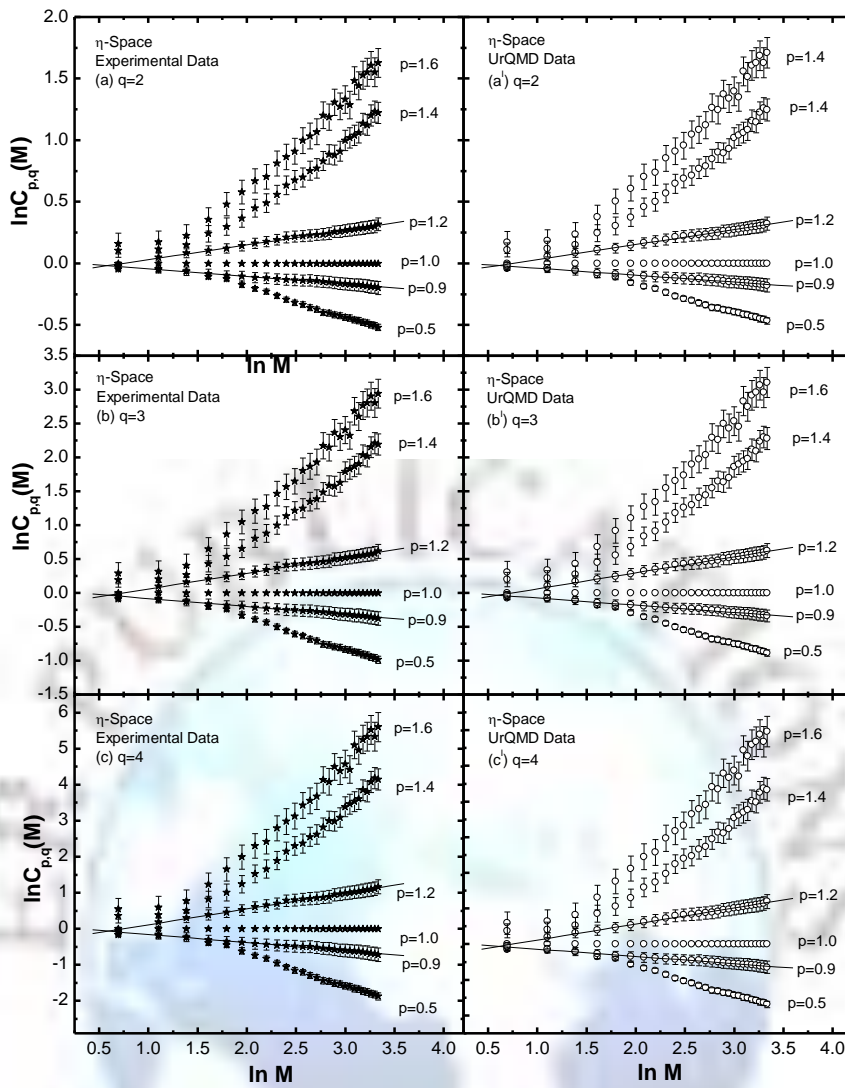 η-Space
Experimental Data
(a) q=2
p=1.6
p=1.4
p=1.2
p=1.0
p=0.9
p=0.5
lnC_{p,q}(M)
2.0
1.5
1.0
0.5
0.0
-0.5
ln M
η-Space
UrQMD Data
(a^l) q=2
p=1.4
p=1.4
p=1.2
p=1.0
p=0.9
p=0.5
η-Space
Experimental Data
(b) q=3
p=1.6
p=1.4
p=1.2
p=1.0
p=0.9
p=0.5
lnC_{p,q}(M)
3.5
3.0
2.5
2.0
1.5
1.0
0.5
0.0
-0.5
-1.0
-1.5
η-Space
UrQMD Data
(b^l) q=3
p=1.6
p=1.4
p=1.2
p=1.0
p=0.9
p=0.5
η-Space
Experimental Data
(c) q=4
p=1.6
p=1.4
p=1.2
p=1.0
p=0.9
p=0.5
lnC_{p,q}(M)
6
5
4
3
2
1
0
-1
-2
η-Space
UrQMD Data
(c^l) q=4
p=1.6
p=1.4
p=1.2
p=1.0
p=0.9
p=0.5
0.5 1.0 1.5 2.0 2.5 3.0 3.5 4.0
ln M
0.5 1.0 1.5 2.0 2.5 3.0 3.5 4.0
ln M